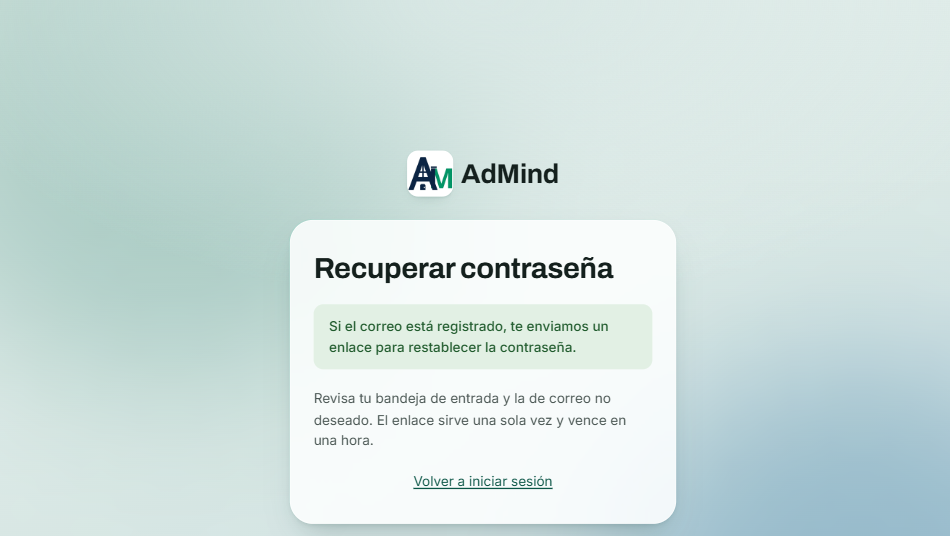 AM AdMind
Recuperar contraseña
Si el correo está registrado, te enviamos un
enlace para restablecer la contraseña.
Revisa tu bandeja de entrada y la de correo no
deseado. El enlace sirve una sola vez y vence en
una hora.
Volver a iniciar sesión